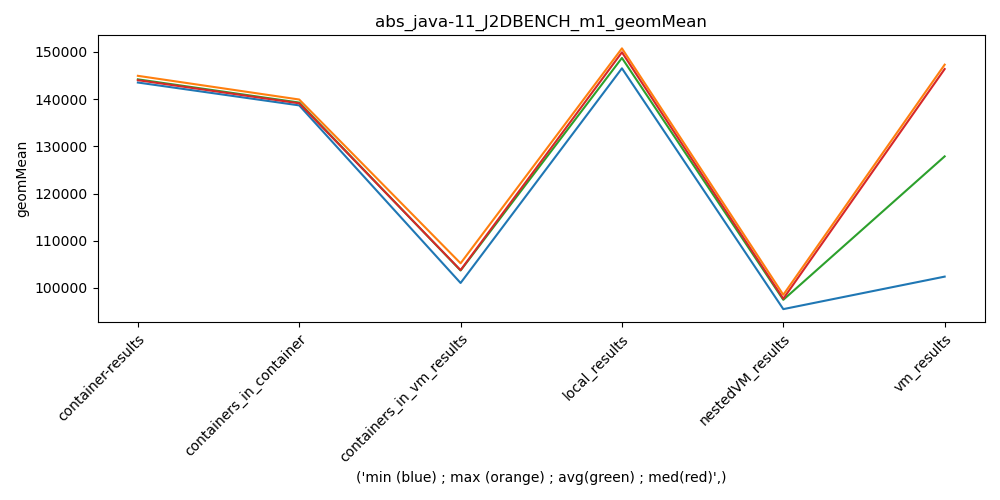 abs_java-11_J2DBENCH_m1_geomMean
geomMean
150000
140000
130000
120000
110000
100000
container-results
containers_in_container
containers_in_vm_results
local_results
nestedVM_results
vm_results
('min (blue) ; max (orange) ; avg(green) ; med(red)',)